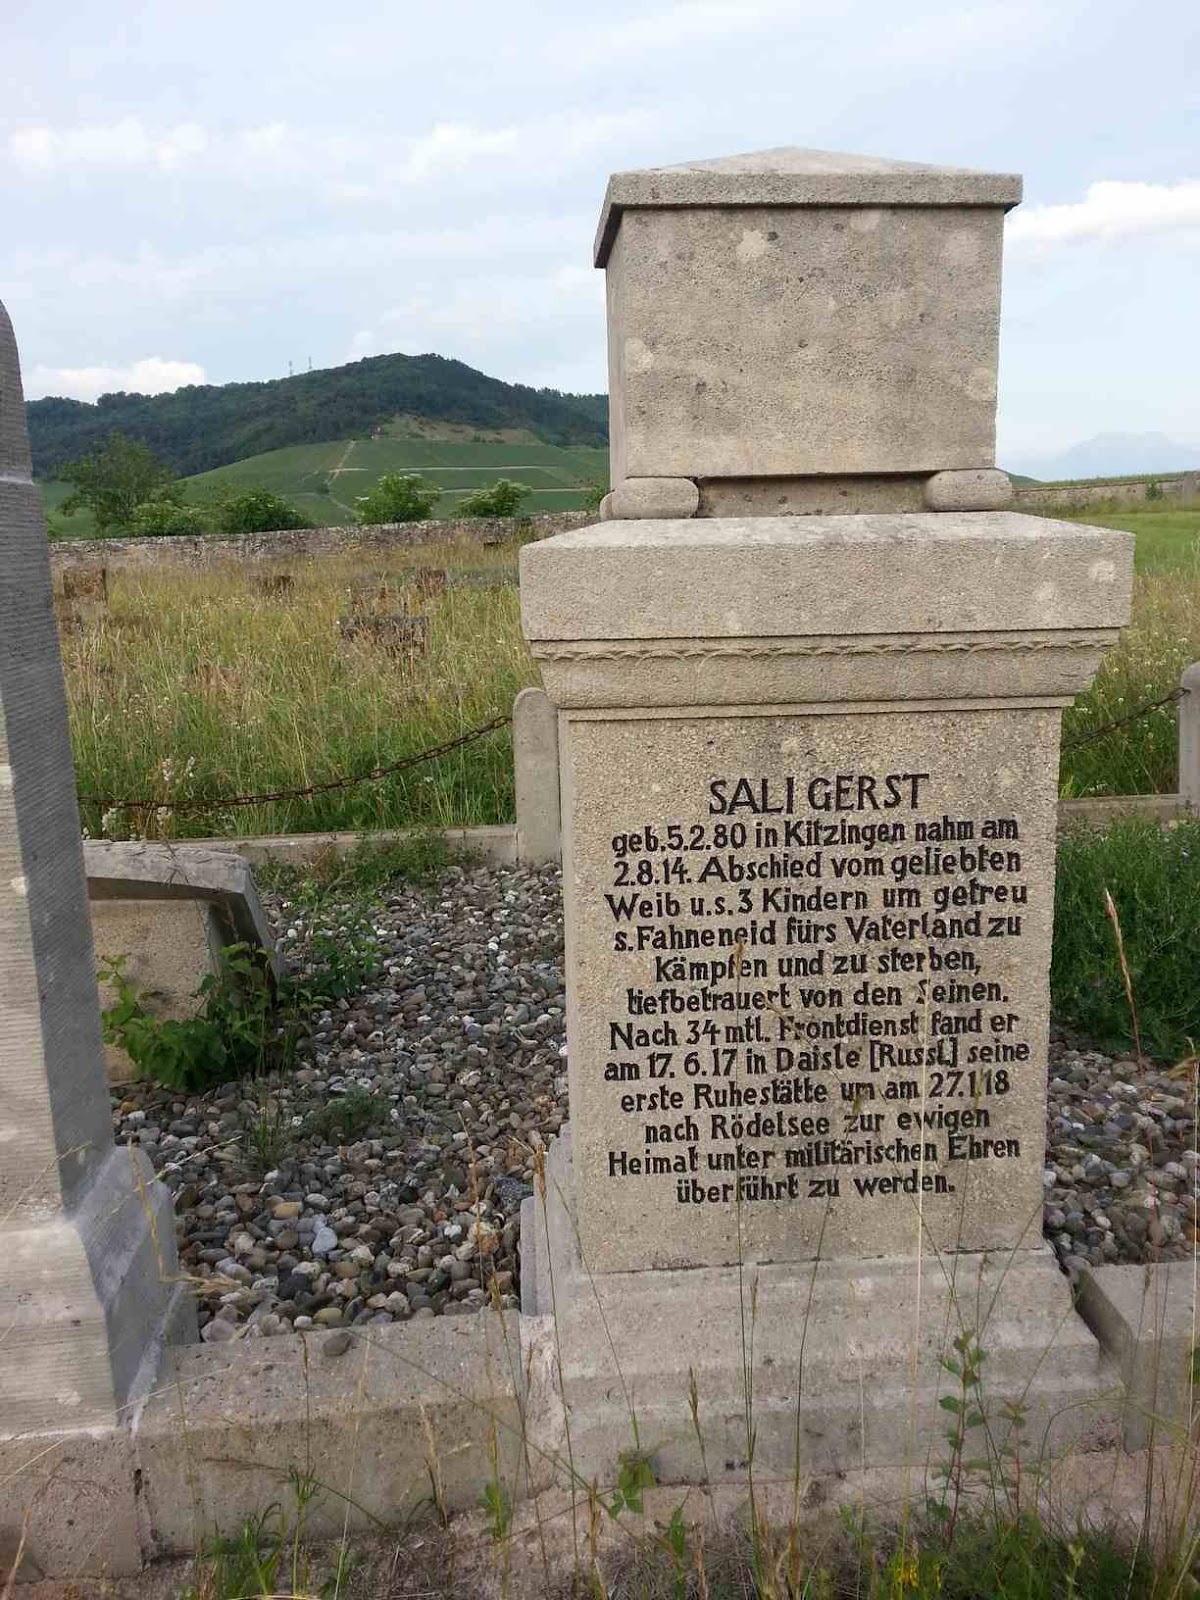 SALI GERST
geb. 5.2.80 in Kitzingen nahm am
2.8.14. Abschied vom geliebten
Weib u.s. 3 Kindern um getreu
s. Fahneneid fürs Vaterland zu
kämpfen und zu sterben,
tiefbetrauert von den Seinen.
Nach 34 mtl. Frontdienst fand er
am 17. 6. 17 in Daisle [Russl.] seine
erste Ruhestätte um am 27.1.18
nach Rödelsee zur ewigen
Heimat unter militärischen Ehren
überführt zu werden.